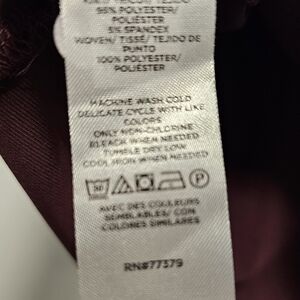 95% POLYESTER/
POLIÉSTER
5% SPANDEX
WOVEN/ TISSÉ/ TEJIDO DE
PUNTO
100% POLYESTER/
POLIÉSTER
MACHINE WASH COLD
DELICATE CYCLE WITH LIKE
COLORS
ONLY NON-CHLORINE
BLEACH WHEN NEEDED
TUMBLE DRY LOW
COOL IRON WHEN NEEDED
AVEC DES COULEURS
SEMBLABLES/ CON
COLORES SIMILARES
RN#77379